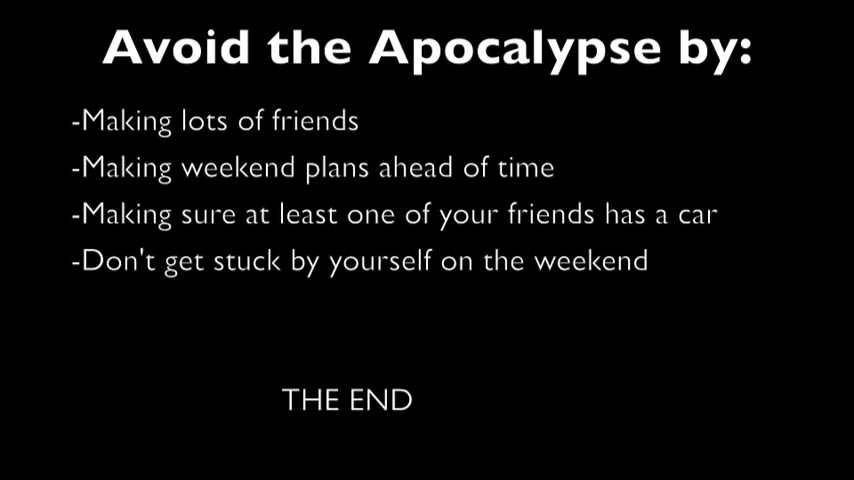 Avoid the Apocalypse by:
-Making lots of friends
-Making weekend plans ahead of time
-Making sure at least one of your friends has a car
-Don't get stuck by yourself on the weekend
THE END